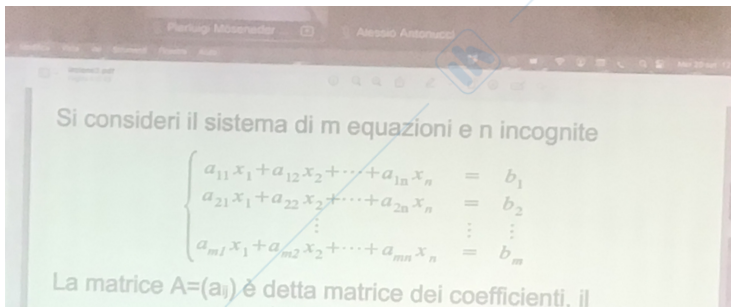 Pierluigi Moseneder
Alessio Antonucci
Si consideri il sistema di m equazioni e n incognite
a₁₁x₁+a₁₂x₂+⋯+a₁ₙxₙ = b₁
a₂₁x₁+a₂₂x₂+⋯+a₂ₙxₙ = b₂
⋮ ⋮ ⋮
aₘ₁x₁+aₘ₂x₂+⋯+aₘₙxₙ = bₘ
La matrice A=(aᵢⱼ) è detta matrice dei coefficienti, il